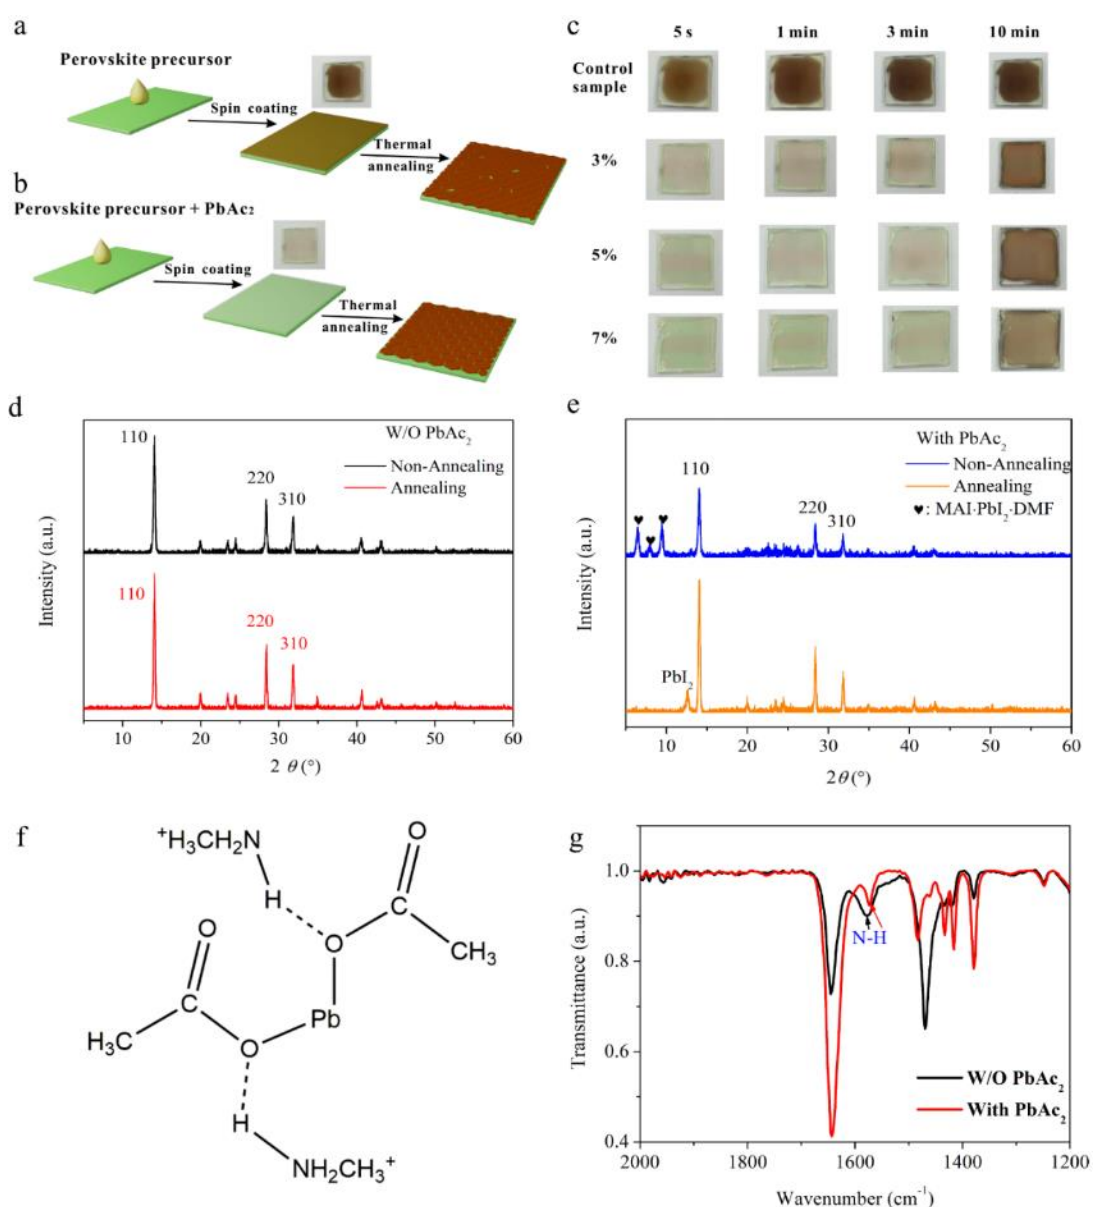 a
Perovskite precursor
Spin coating
Thermal
annealing
b
Perovskite precursor + PbAc₂
Spin coating
Thermal
annealing
c
5 s 1 min 3 min 10 min
Control
sample
3%
5%
7%
d
W/O PbAc₂
Non-Annealing
Annealing
110
220
310
110
220
310
Intensity (a.u.)
10 20 30 40 50 60
2 θ (°)
e
With PbAc₂
Non-Annealing
Annealing
♥: MAI·PbI₂·DMF
110
220
310
PbI₂
Intensity (a.u.)
10 20 30 40 50 60
2θ (°)
f
⁺H₃CH₂N
O
H
C
O
CH₃
O
C
Pb
H₃C
O
H
NH₂CH₃⁺
g
1.0
0.8
0.6
0.4
Transmittance (a.u.)
N-H
W/O PbAc₂
With PbAc₂
2000 1800 1600 1400 1200
Wavenumber (cm⁻¹)